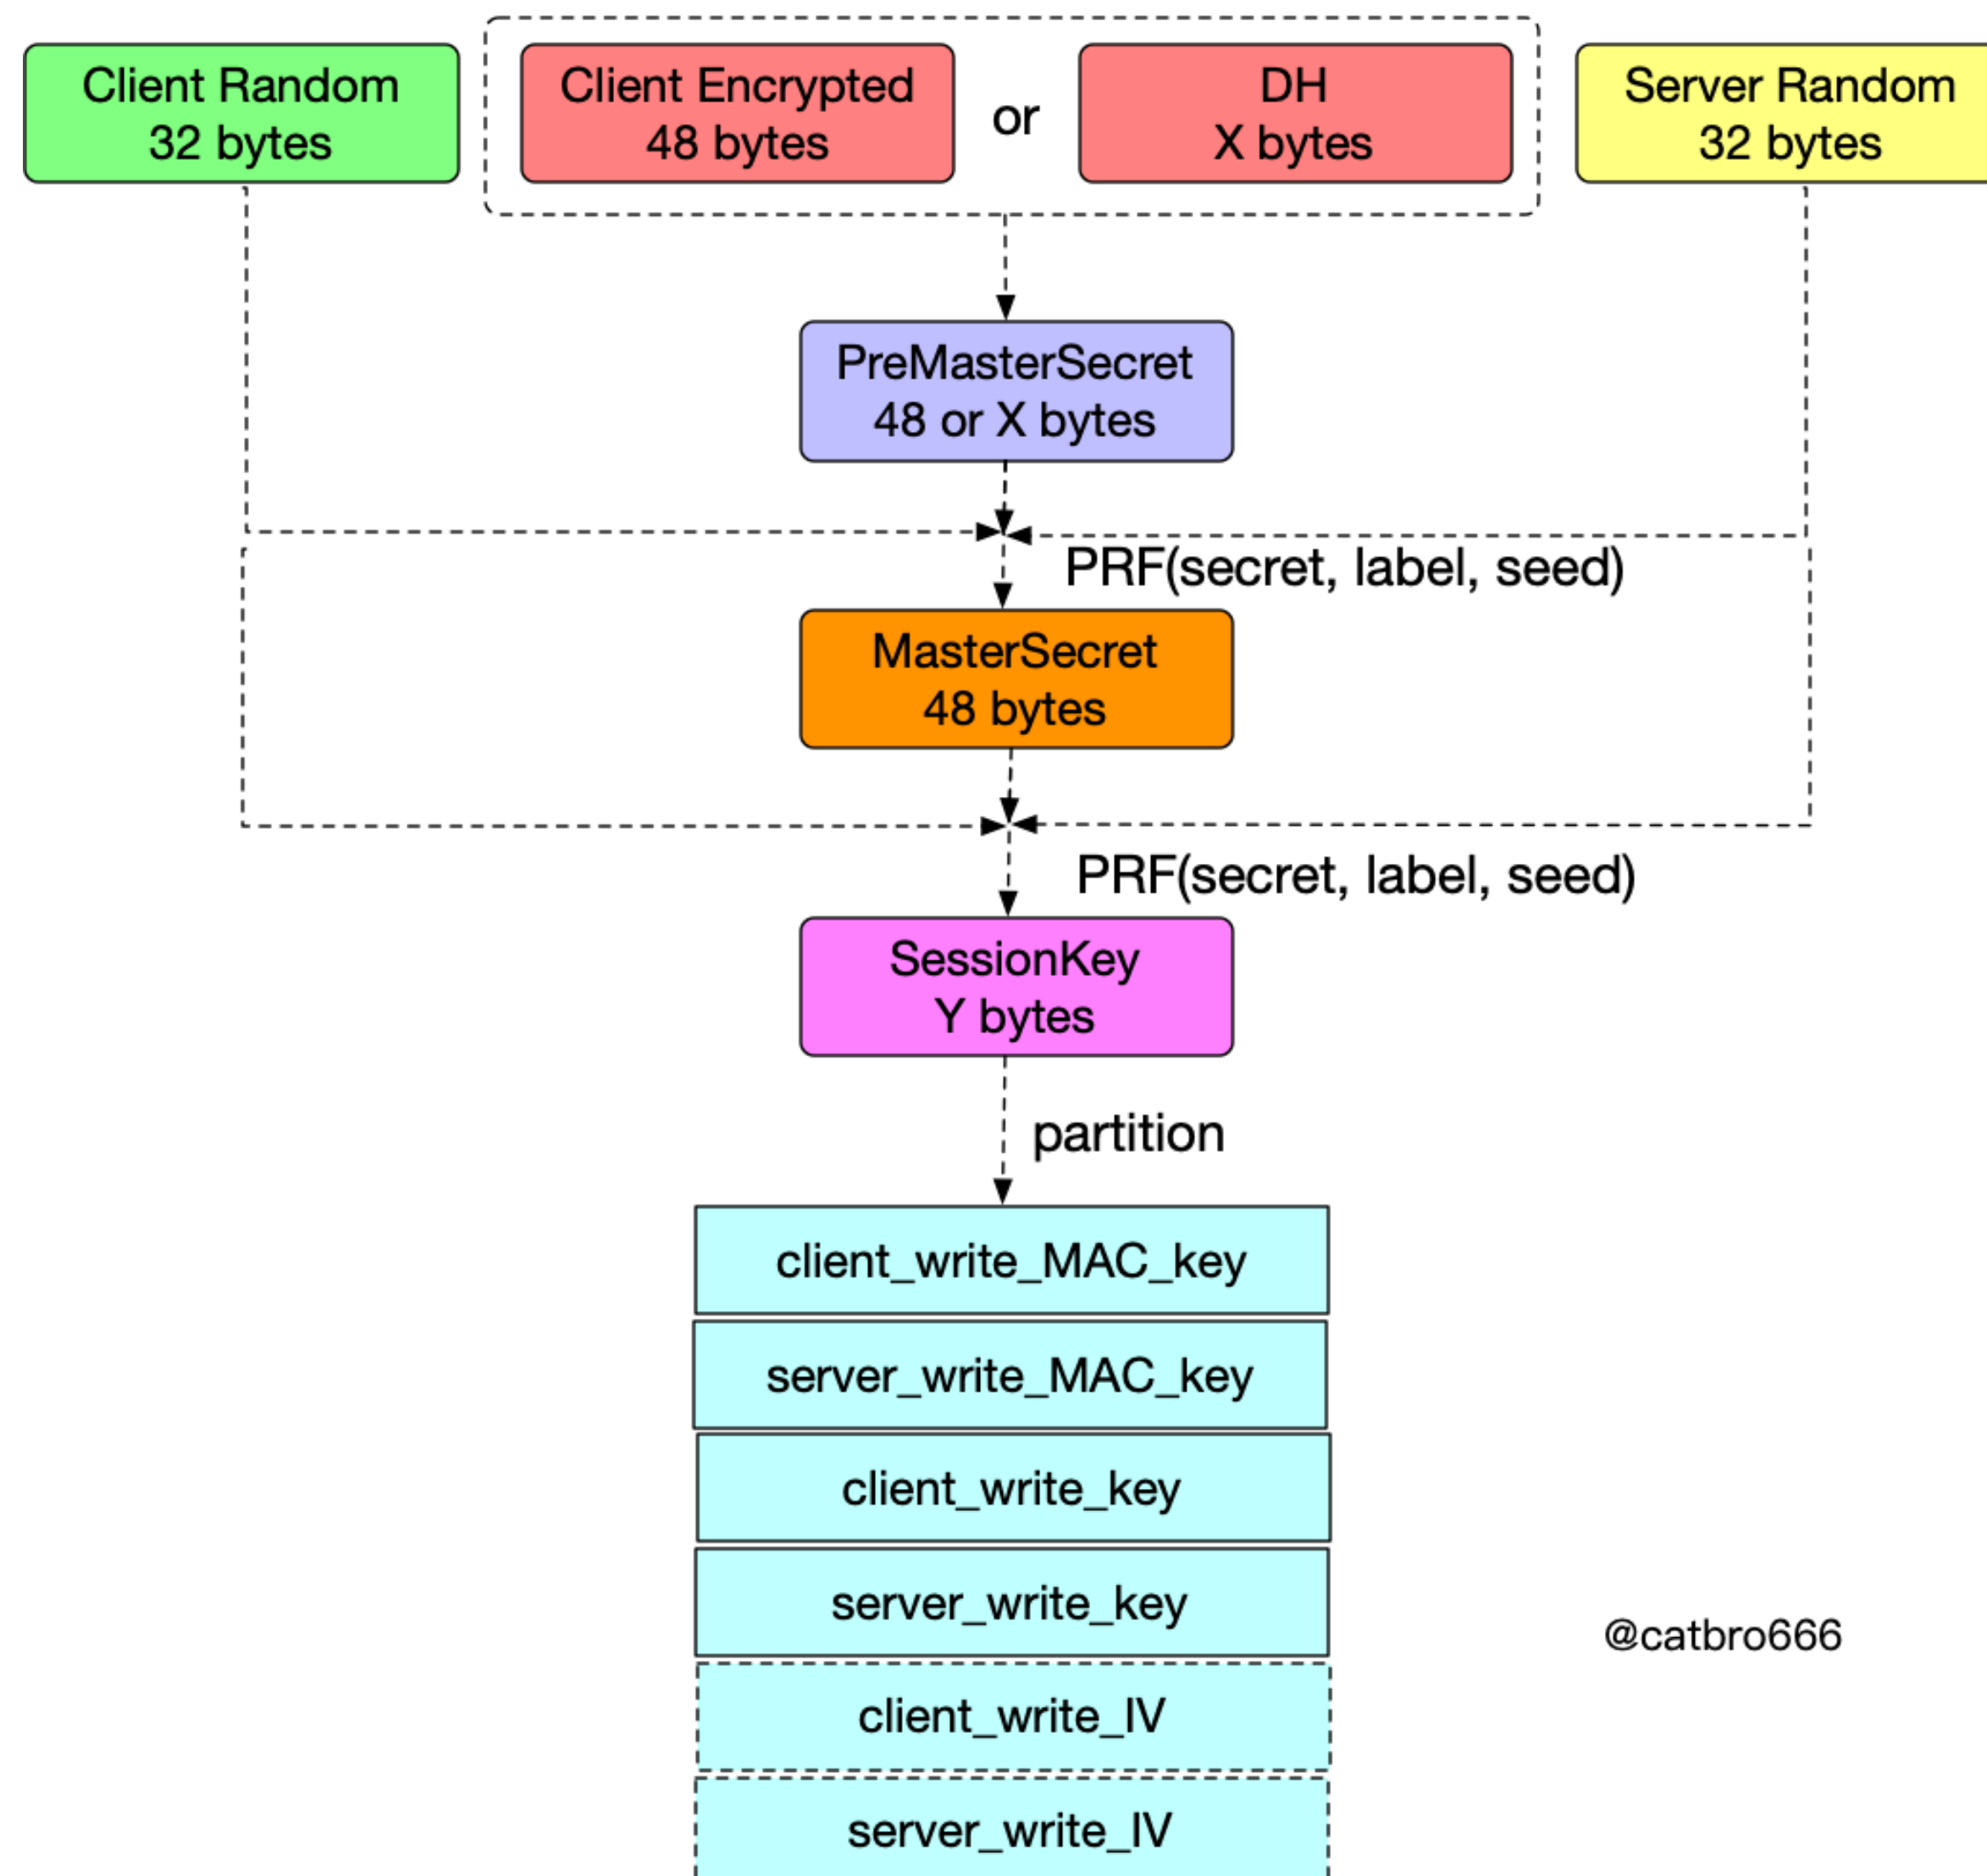 Client Random
32 bytes
Client Encrypted
48 bytes
or
DH
X bytes
Server Random
32 bytes
PreMasterSecret
48 or X bytes
PRF(secret, label, seed)
MasterSecret
48 bytes
PRF(secret, label, seed)
SessionKey
Y bytes
partition
client_write_MAC_key
server_write_MAC_key
client_write_key
server_write_key
@catbro666
client_write_IV
server_write_IV